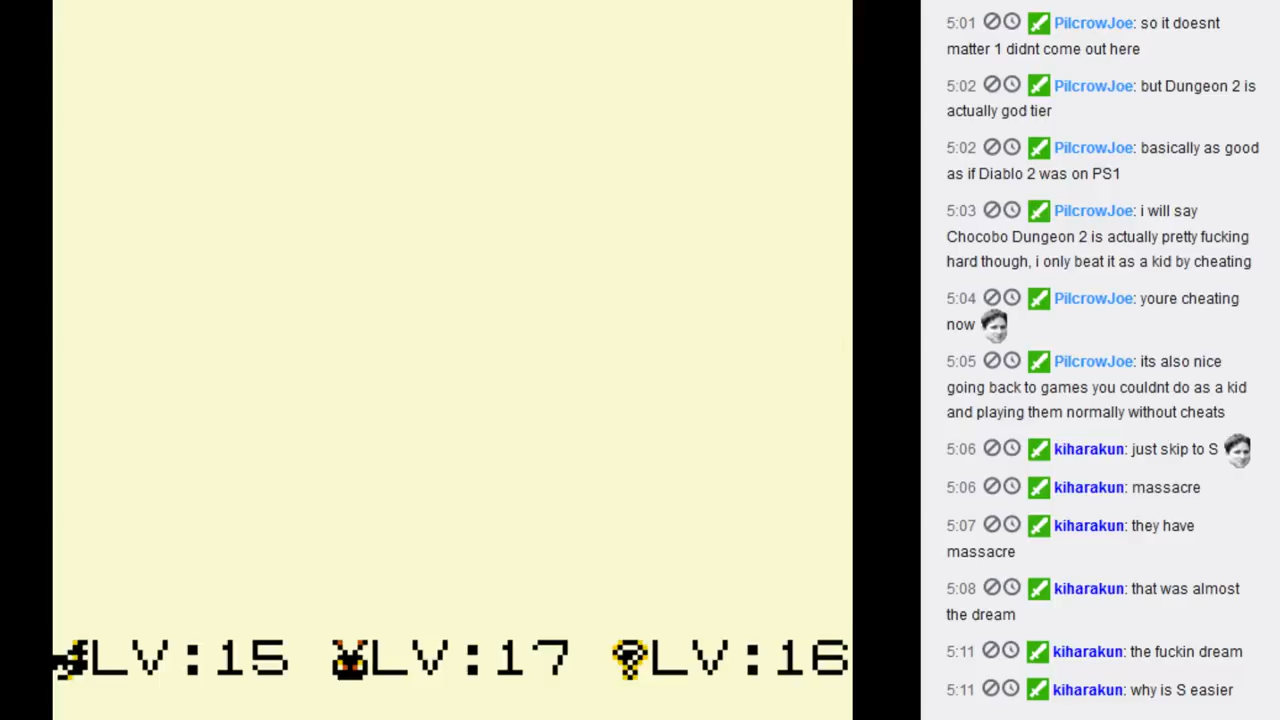 LV:15 LV:17 LV:16
5:01 PilcrowJoe: so it doesnt
matter 1 didnt come out here
5:02 PilcrowJoe: but Dungeon 2 is
actually god tier
5:02 PilcrowJoe: basically as good
as if Diablo 2 was on PS1
5:03 PilcrowJoe: i will say
Chocobo Dungeon 2 is actually pretty fucking
hard though, i only beat it as a kid by cheating
5:04 PilcrowJoe: youre cheating
now
5:05 PilcrowJoe: its also nice
going back to games you couldnt do as a kid
and playing them normally without cheats
5:06 kiharakun: just skip to S
5:06 kiharakun: massacre
5:07 kiharakun: they have
massacre
5:08 kiharakun: that was almost
the dream
5:11 kiharakun: the fuckin dream
5:11 kiharakun: why is S easier